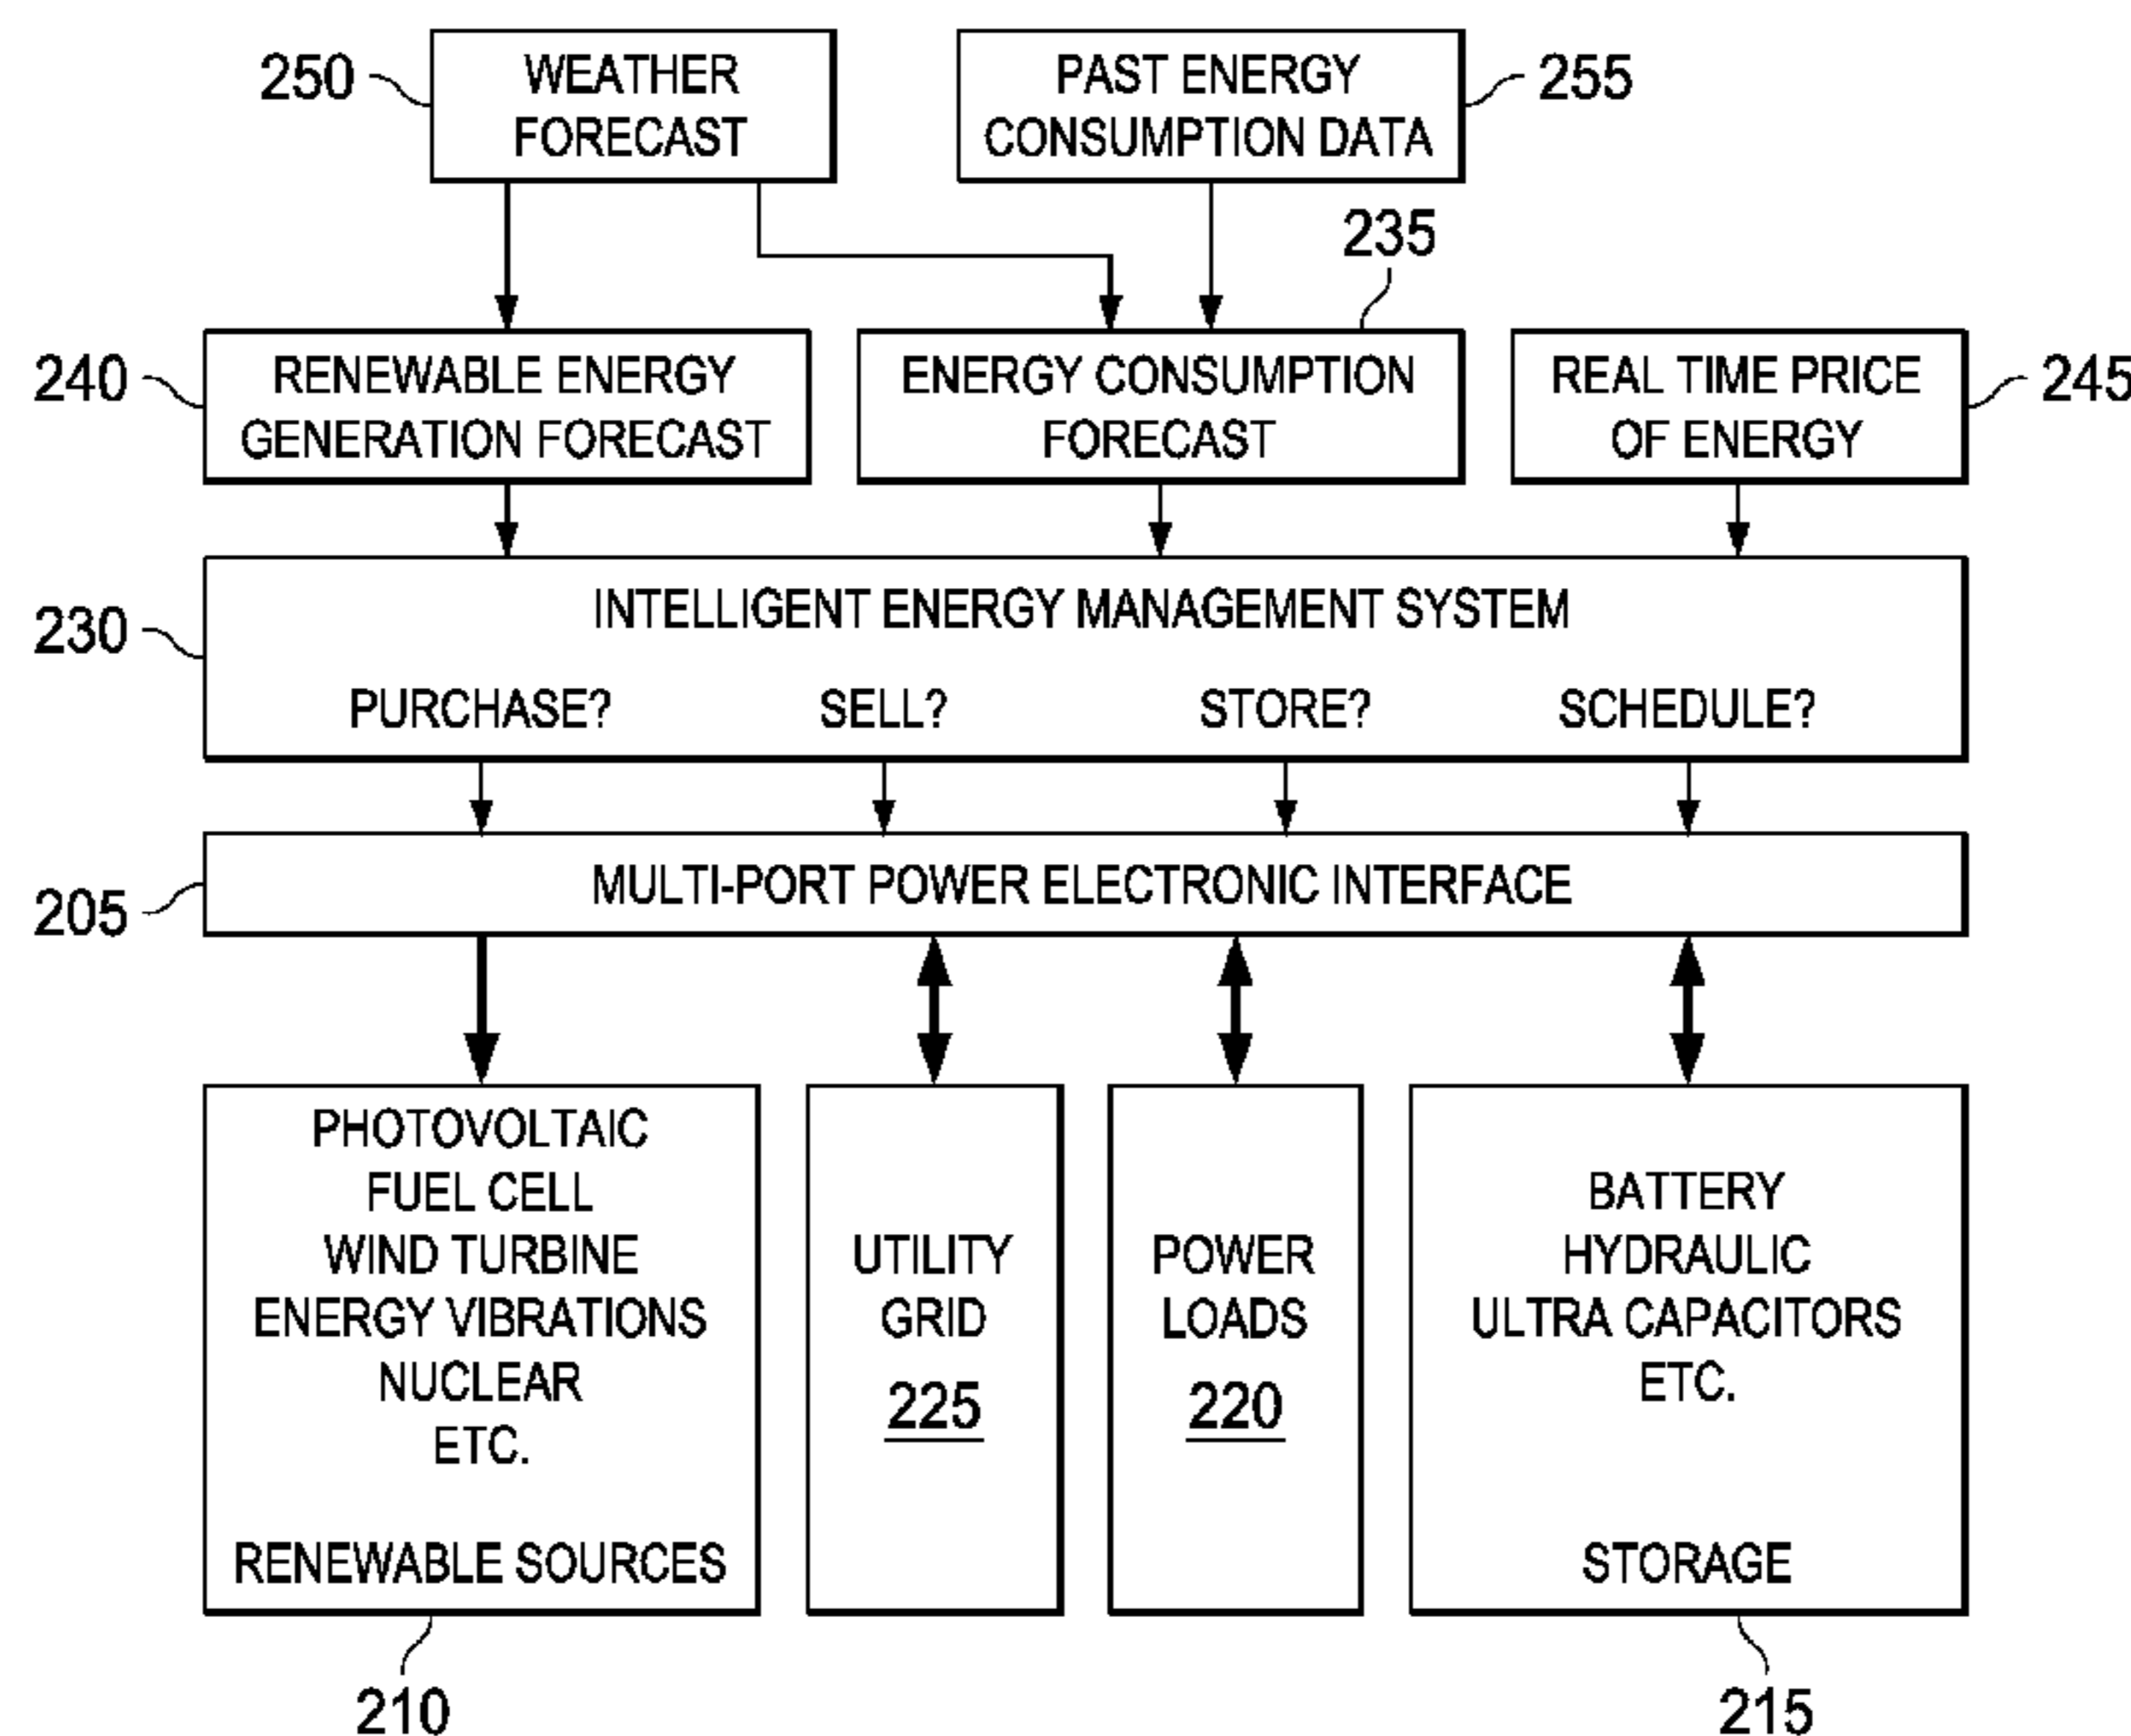 250
WEATHER
FORECAST
PAST ENERGY
CONSUMPTION DATA
255
235
240
RENEWABLE ENERGY
GENERATION FORECAST
ENERGY CONSUMPTION
FORECAST
REAL TIME PRICE
OF ENERGY
245
230
INTELLIGENT ENERGY MANAGEMENT SYSTEM
PURCHASE? SELL? STORE? SCHEDULE?
205
MULTI-PORT POWER ELECTRONIC INTERFACE
PHOTOVOLTAIC
FUEL CELL
WIND TURBINE
ENERGY VIBRATIONS
NUCLEAR
ETC.
RENEWABLE SOURCES
210
UTILITY
GRID
225
POWER
LOADS
220
BATTERY
HYDRAULIC
ULTRA CAPACITORS
ETC.
STORAGE
215